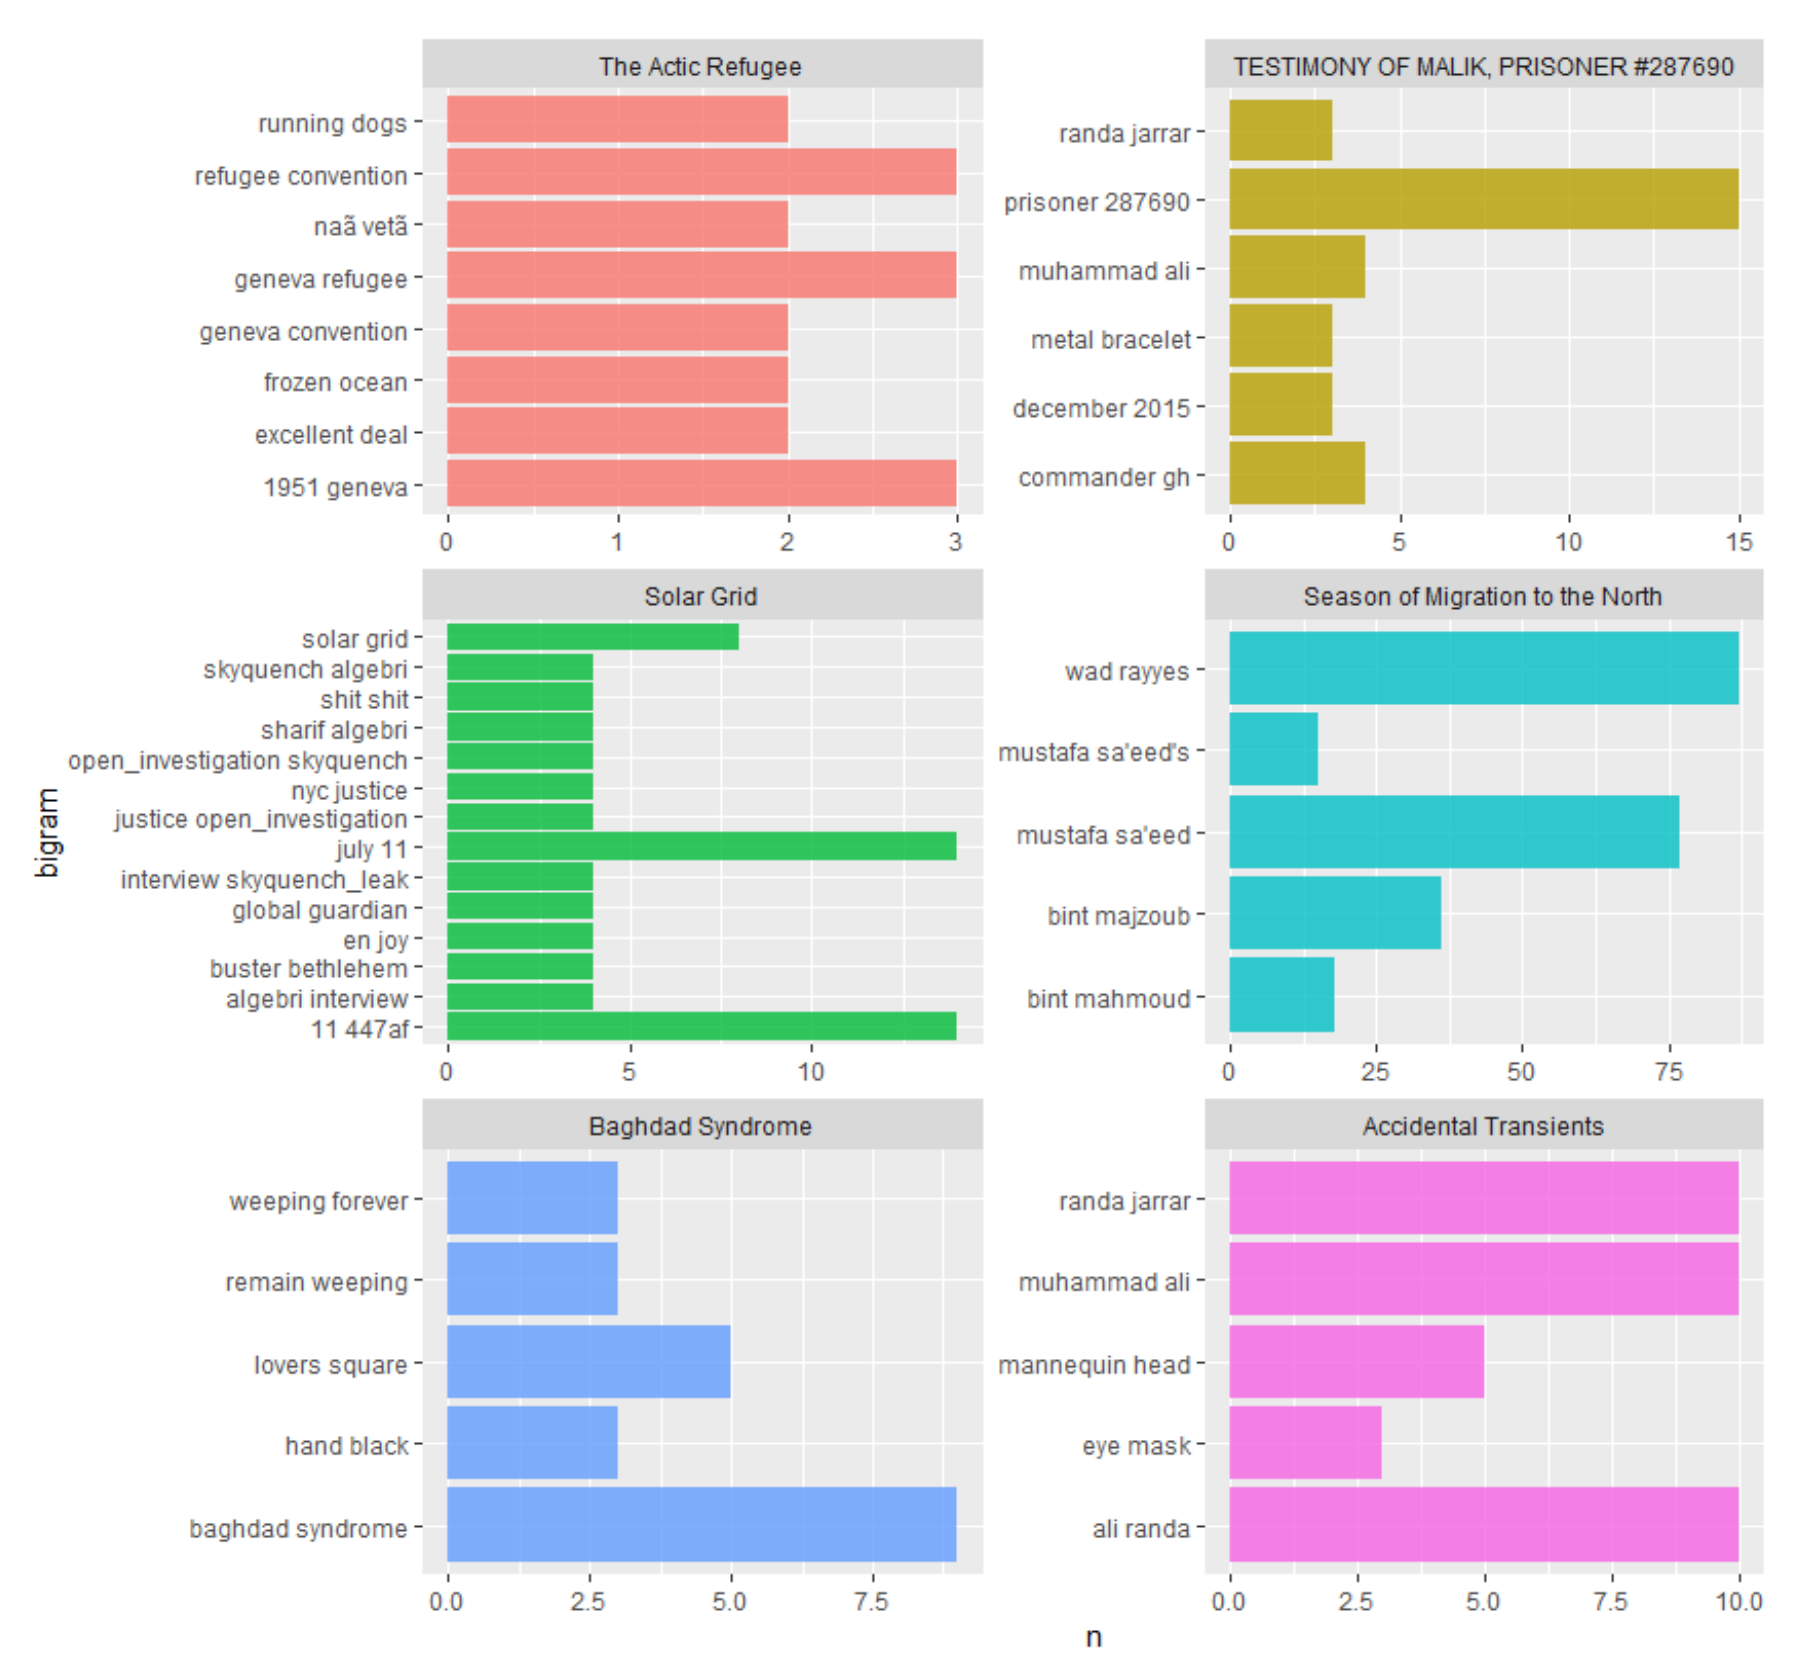 The Actic Refugee
running dogs
refugee convention
naã vetã
geneva refugee
geneva convention
frozen ocean
excellent deal
1951 geneva
0 1 2 3
TESTIMONY OF MALIK, PRISONER #287690
randa jarrar
prisoner 287690
muhammad ali
metal bracelet
december 2015
commander gh
0 5 10 15
Solar Grid
solar grid
skyquench algebri
shit shit
sharif algebri
open_investigation skyquench
nyc justice
justice open_investigation
july 11
interview skyquench_leak
global guardian
en joy
buster bethlehem
algebri interview
11 447af
0 5 10
Season of Migration to the North
wad rayyes
mustafa sa'eed's
mustafa sa'eed
bint majzoub
bint mahmoud
0 25 50 75
Baghdad Syndrome
weeping forever
remain weeping
lovers square
hand black
baghdad syndrome
0.0 2.5 5.0 7.5
Accidental Transients
randa jarrar
muhammad ali
mannequin head
eye mask
ali randa
0.0 2.5 5.0 7.5 10.0
bigram
n